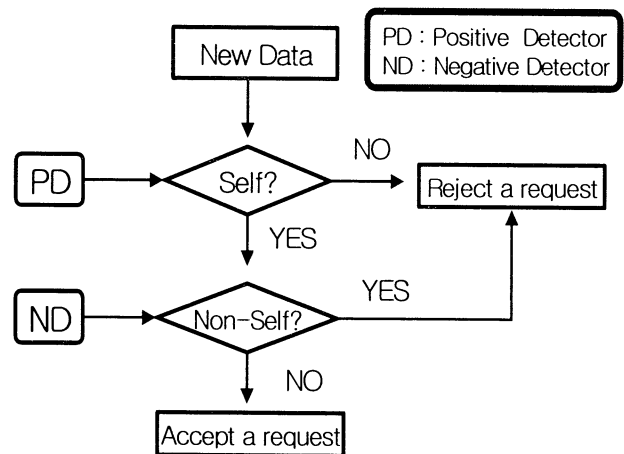 New Data
PD : Positive Detector
ND : Negative Detector
PD
Self?
NO
Reject a request
YES
ND
Non-Self?
YES
NO
Accept a request